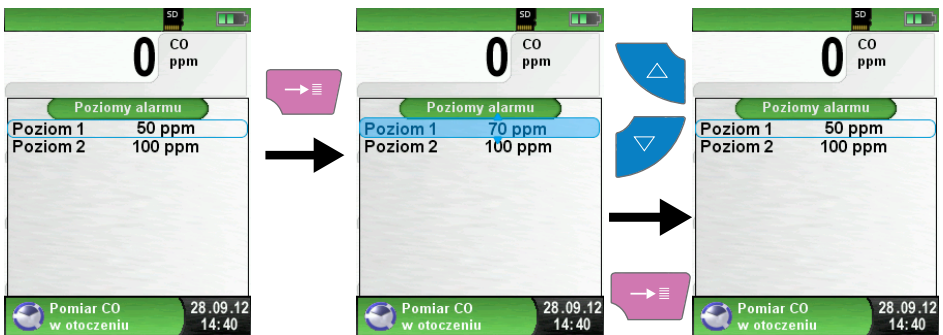 SD
0 CO
ppm
Poziomy alarmu
Poziom 1 50 ppm
Poziom 2 100 ppm
Pomiar CO
w otoczeniu
28.09.12
14:40
SD
0 CO
ppm
Poziomy alarmu
Poziom 1 70 ppm
Poziom 2 100 ppm
Pomiar CO
w otoczeniu
28.09.12
14:40
SD
0 CO
ppm
Poziomy alarmu
Poziom 1 50 ppm
Poziom 2 100 ppm
Pomiar CO
w otoczeniu
28.09.12
14:40